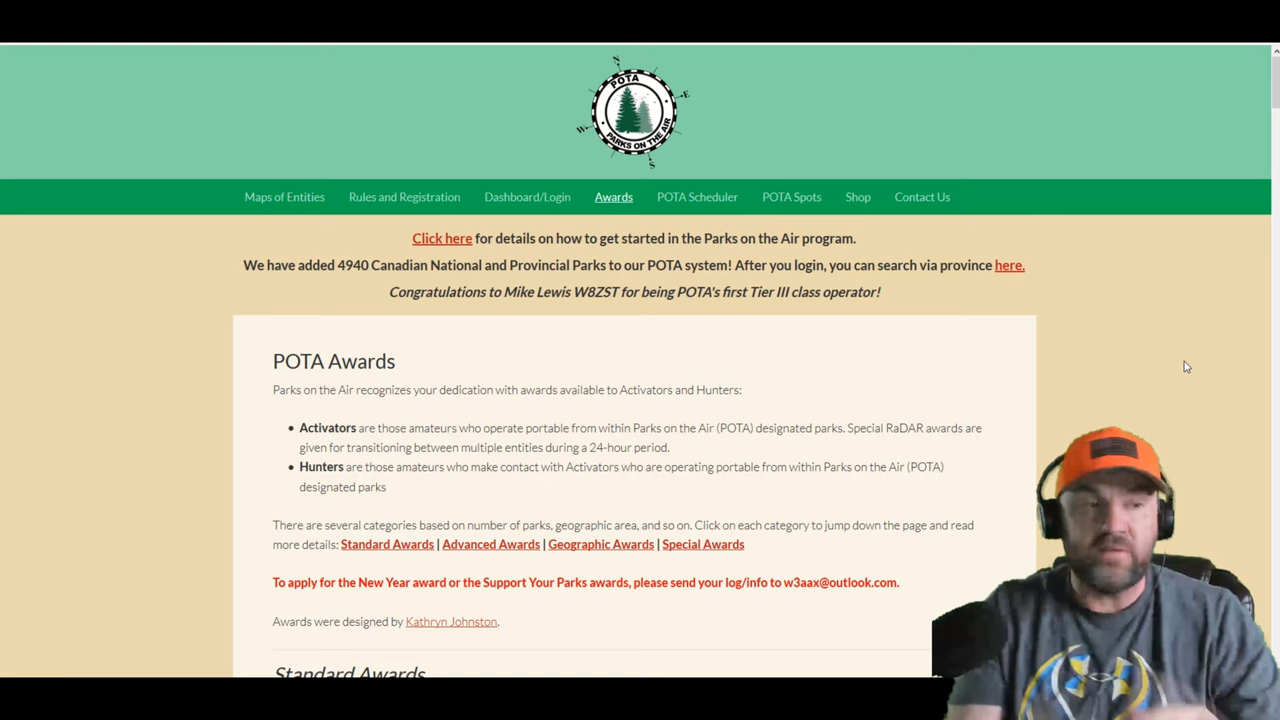 N
POTA
E
W
PARKS ON THE AIR
S
Maps of Entities Rules and Registration Dashboard/Login Awards POTA Scheduler POTA Spots Shop Contact Us
Click here for details on how to get started in the Parks on the Air program.
We have added 4940 Canadian National and Provincial Parks to our POTA system! After you login, you can search via province here.
Congratulations to Mike Lewis W8ZST for being POTA's first Tier III class operator!
POTA Awards
Parks on the Air recognizes your dedication with awards available to Activators and Hunters:
• Activators are those amateurs who operate portable from within Parks on the Air (POTA) designated parks. Special RaDAR awards are
given for transitioning between multiple entities during a 24-hour period.
• Hunters are those amateurs who make contact with Activators who are operating portable from within Parks on the Air (POTA)
designated parks
There are several categories based on number of parks, geographic area, and so on. Click on each category to jump down the page and read
more details: Standard Awards | Advanced Awards | Geographic Awards | Special Awards
To apply for the New Year award or the Support Your Parks awards, please send your log/info to w3aax@outlook.com.
Awards were designed by Kathryn Johnston.
Standard Awards